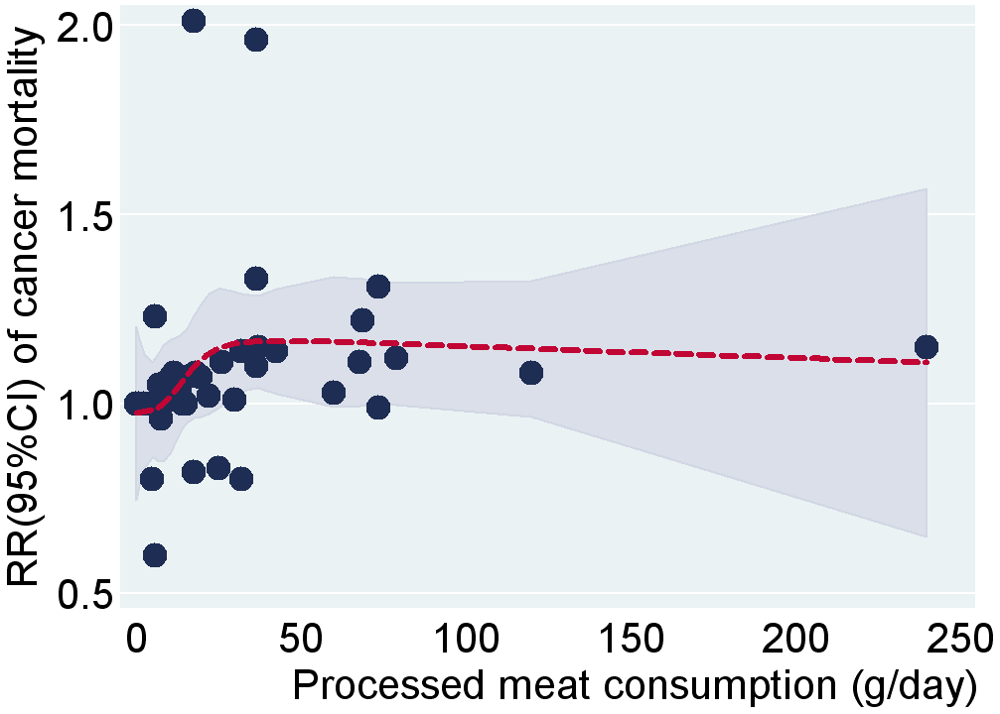 RR(95%CI) of cancer mortality
2.0
1.5
1.0
0.5
0 50 100 150 200 250
Processed meat consumption (g/day)